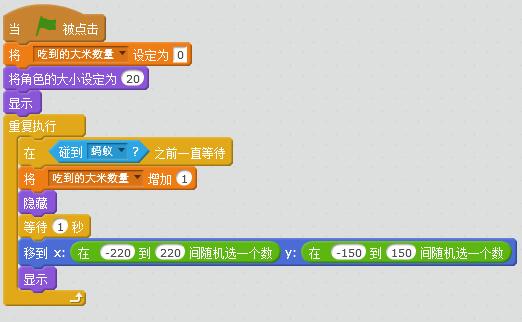 当 被点击
将 吃到的大米数量 设定为 0
将角色的大小设定为 20
显示
重复执行
在 碰到 蚂蚁 ? 之前一直等待
将 吃到的大米数量 增加 1
隐藏
等待 1 秒
移到 x: 在 -220 到 220 间随机选一个数 y: 在 -150 到 150 间随机选一个数
显示